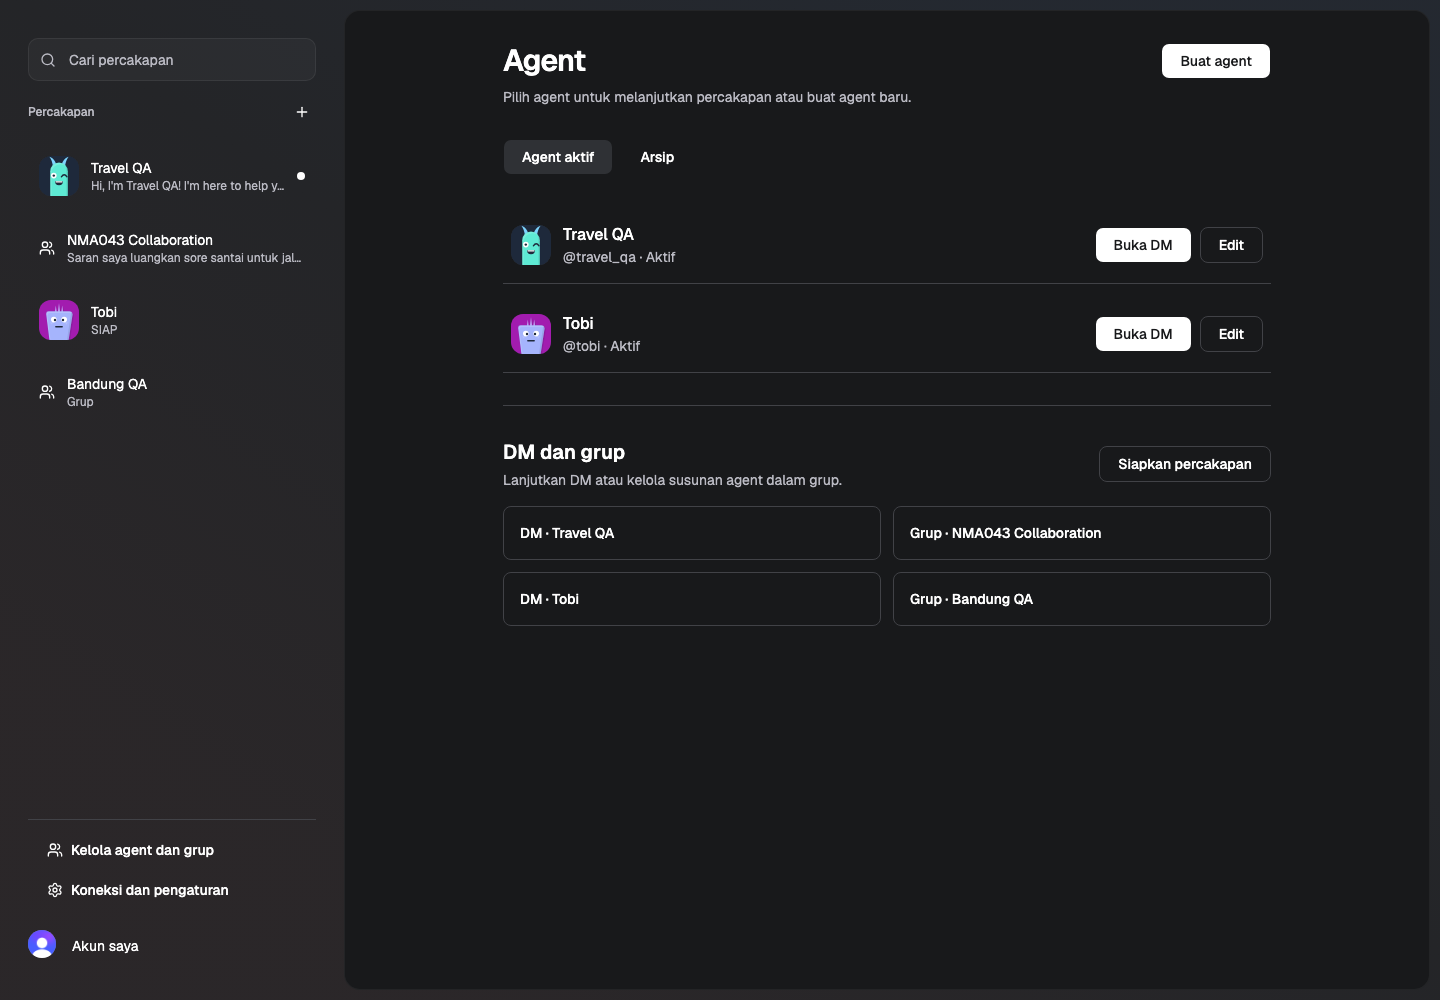 Cari percakapan
Percakapan
Travel QA
Hi, I'm Travel QA! I'm here to help y...
NMA043 Collaboration
Saran saya luangkan sore santai untuk jal...
Tobi
SIAP
Bandung QA
Grup
Kelola agent dan grup
Koneksi dan pengaturan
Akun saya
Agent
Buat agent
Pilih agent untuk melanjutkan percakapan atau buat agent baru.
Agent aktif
Arsip
Travel QA
@travel_qa · Aktif
Buka DM
Edit
Tobi
@tobi · Aktif
Buka DM
Edit
DM dan grup
Lanjutkan DM atau kelola susunan agent dalam grup.
Siapkan percakapan
DM · Travel QA
Grup · NMA043 Collaboration
DM · Tobi
Grup · Bandung QA